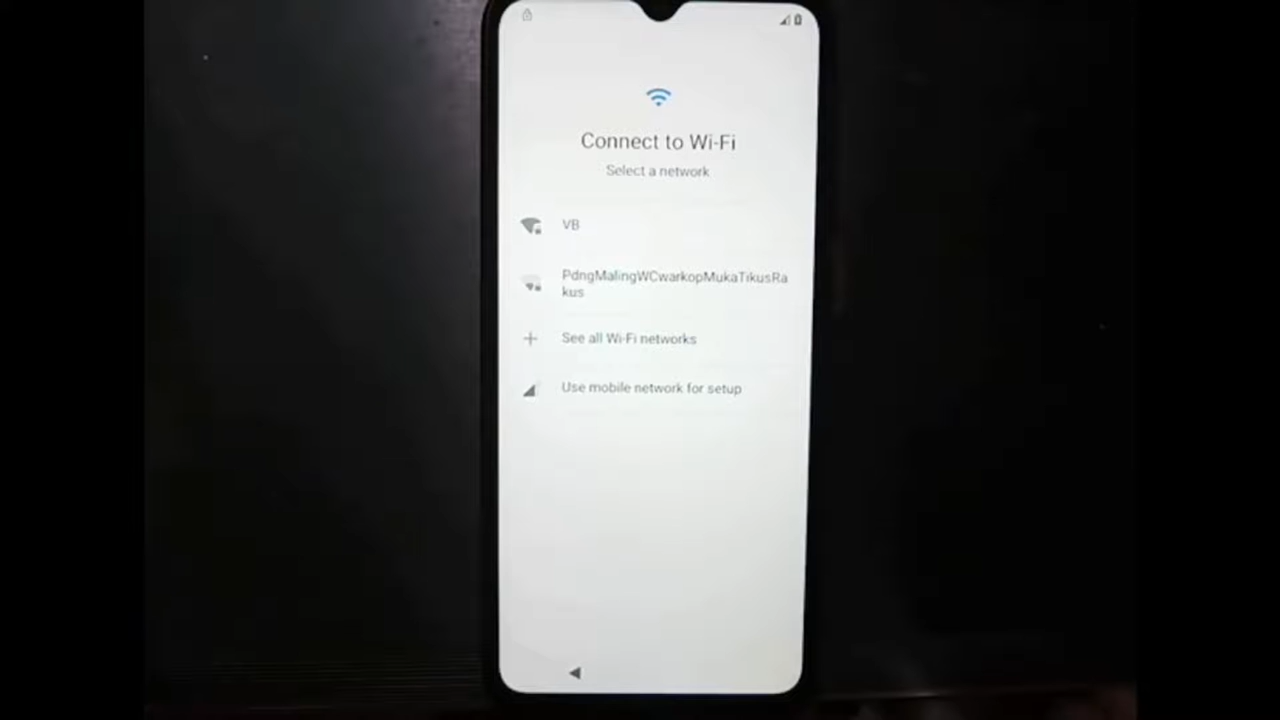 Connect to Wi-Fi
Select a network
VB
PdngMalingWCwarkopMukaTikusRa
kus
See all Wi-Fi networks
Use mobile network for setup